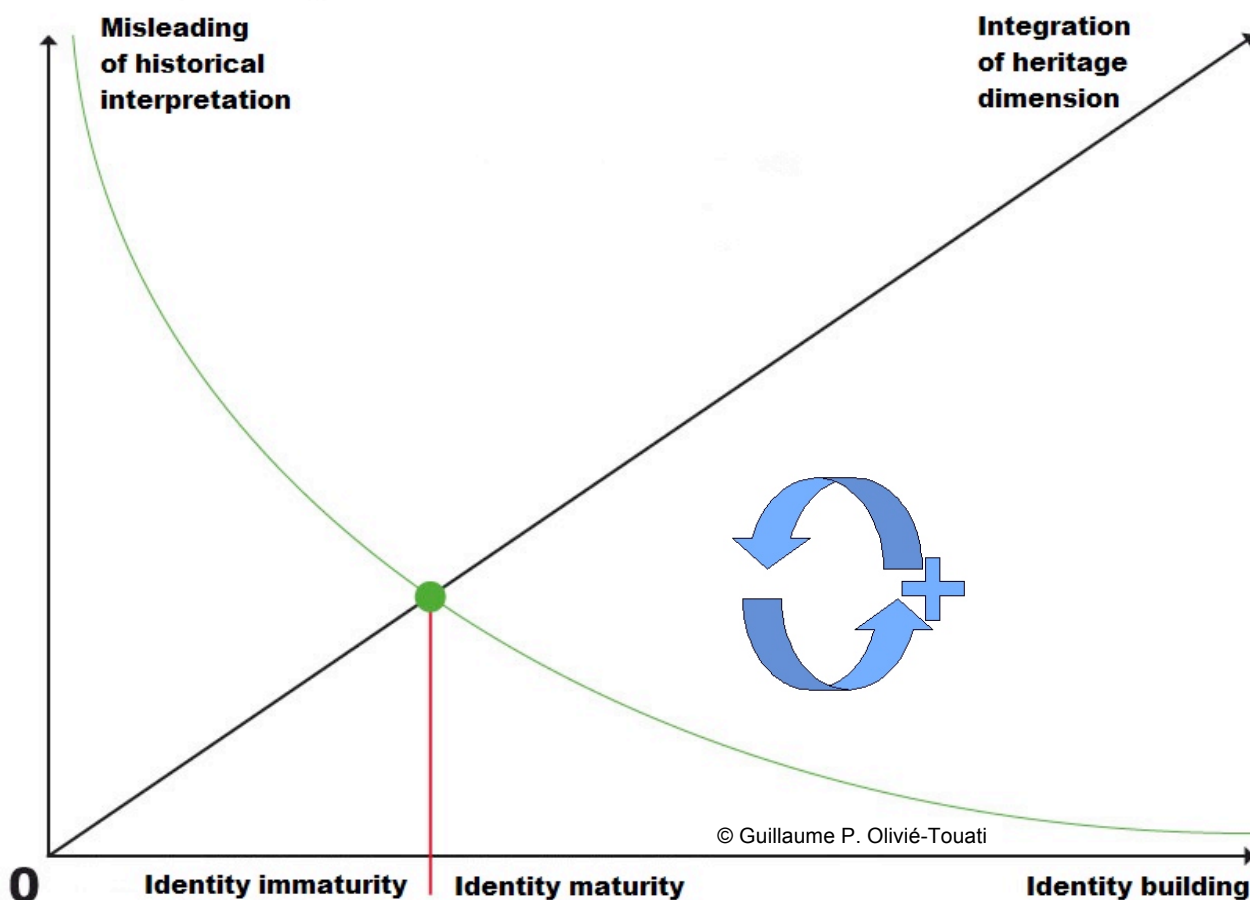 Misleading
of historical
interpretation
Integration
of heritage
dimension
© Guillaume P. Olivié-Touati
0
Identity immaturity
Identity maturity
Identity building